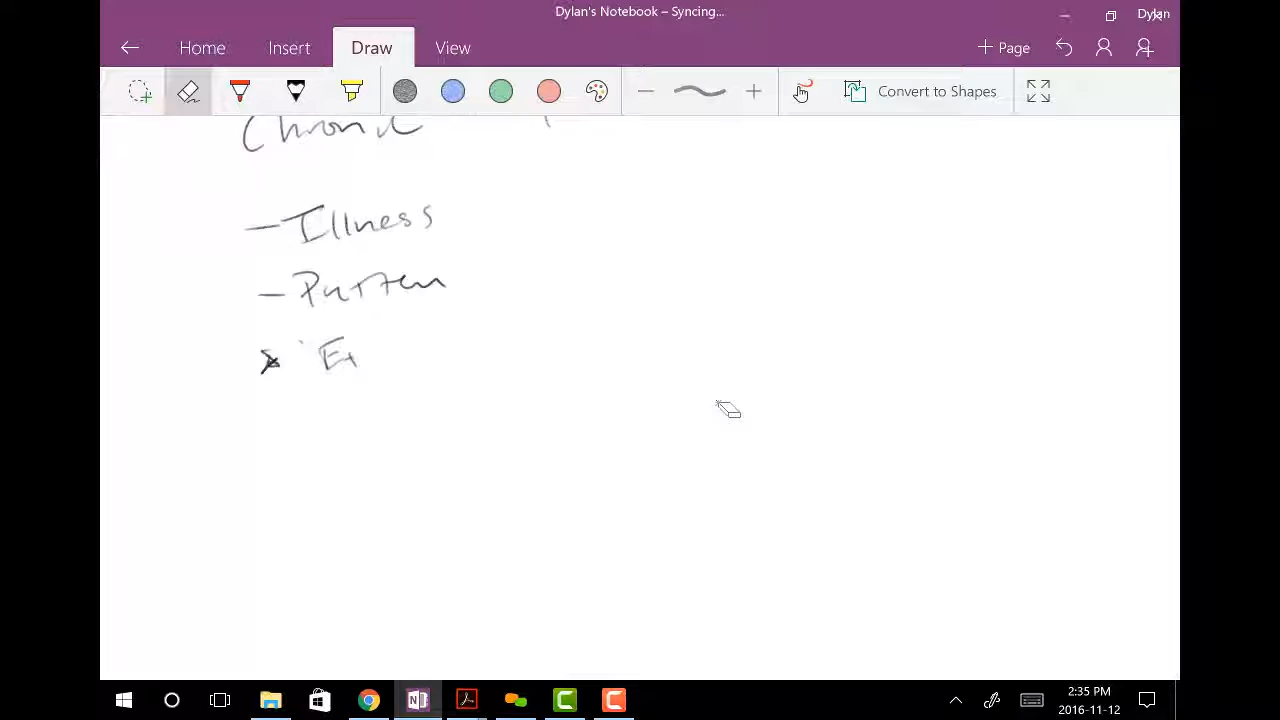 Dylan's Notebook – Syncing...
Dylan
Home Insert Draw View + Page
Convert to Shapes
Chronic
- Illness
- Pattern
Ex
2:35 PM
2016-11-12